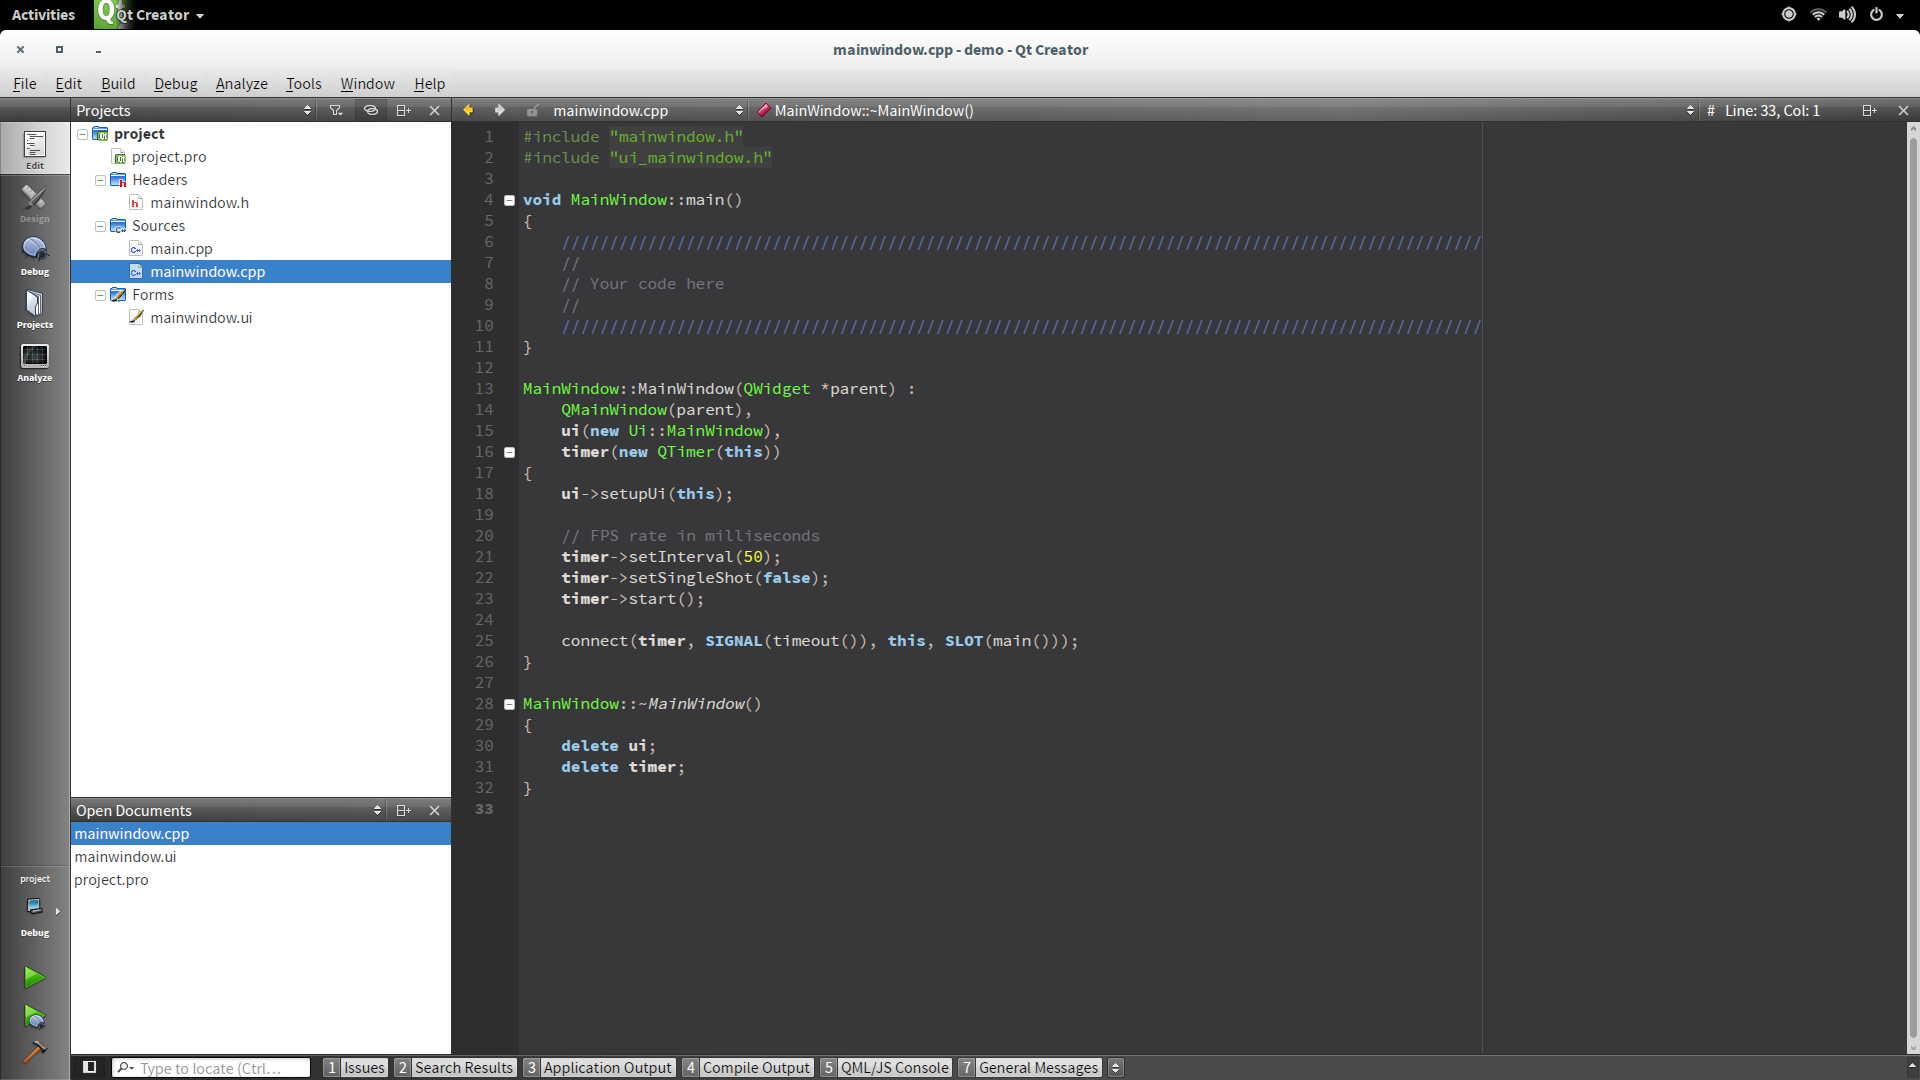 Activities Qt Creator
mainwindow.cpp - demo - Qt Creator
File Edit Build Debug Analyze Tools Window Help
Projects
mainwindow.cpp
MainWindow::~MainWindow()
# Line: 33, Col: 1
Edit
Design
Debug
Projects
Analyze
project
project.pro
Headers
mainwindow.h
Sources
main.cpp
mainwindow.cpp
Forms
mainwindow.ui
1 #include "mainwindow.h"
2 #include "ui_mainwindow.h"
3
4 void MainWindow::main()
5 {
6 ////////////////////////////////////////////////////////////////////////////////////////////////
7 //
8 // Your code here
9 //
10 ////////////////////////////////////////////////////////////////////////////////////////////////
11 }
12
13 MainWindow::MainWindow(QWidget *parent) :
14 QMainWindow(parent),
15 ui(new Ui::MainWindow),
16 timer(new QTimer(this))
17 {
18 ui->setupUi(this);
19
20 // FPS rate in milliseconds
21 timer->setInterval(50);
22 timer->setSingleShot(false);
23 timer->start();
24
25 connect(timer, SIGNAL(timeout()), this, SLOT(main()));
26 }
27
28 MainWindow::~MainWindow()
29 {
30 delete ui;
31 delete timer;
32 }
33
Open Documents
mainwindow.cpp
mainwindow.ui
project.pro
project
Debug
Type to locate (Ctrl...
1 Issues 2 Search Results 3 Application Output 4 Compile Output 5 QML/JS Console 7 General Messages